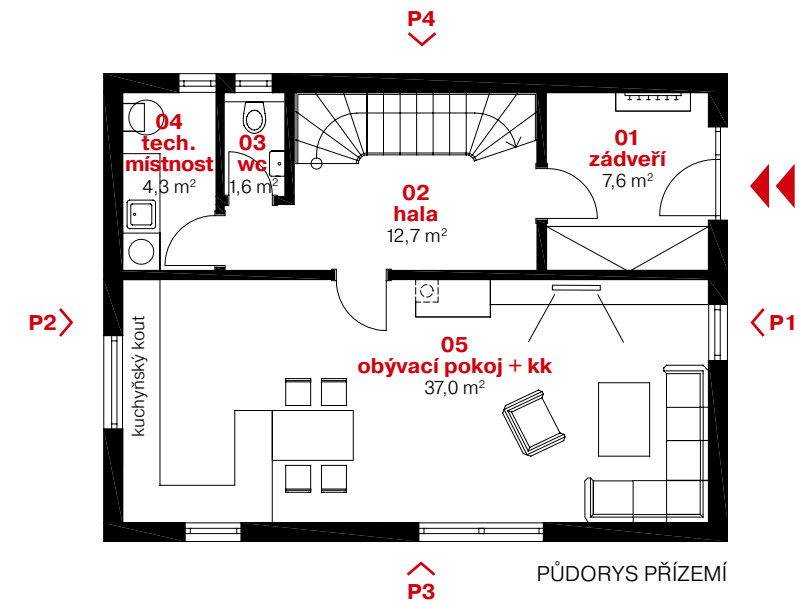 P4
04
tech.
místnost
4,3 m²
03
wc
1,6 m²
02
hala
12,7 m²
01
zádveří
7,6 m²
P2
P1
kuchyňský kout
05
obývací pokoj + kk
37,0 m²
P3
PŮDORYS PŘÍZEMÍ